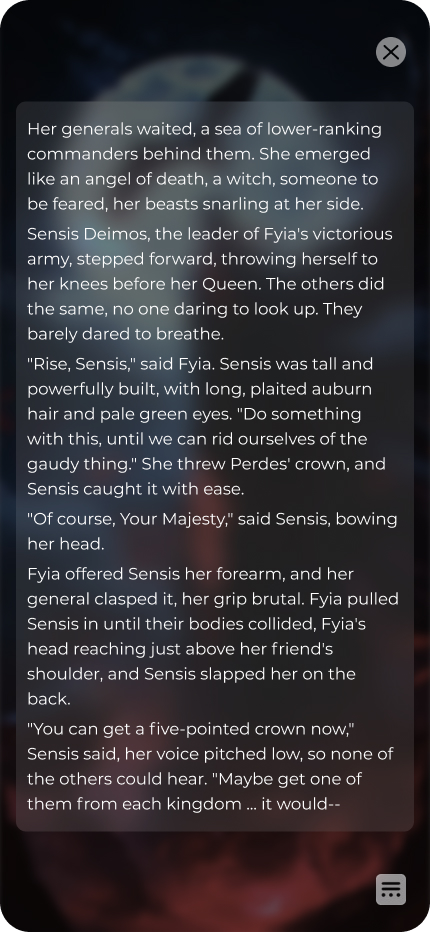 Her generals waited, a sea of lower-ranking
commanders behind them. She emerged
like an angel of death, a witch, someone to
be feared, her beasts snarling at her side.
Sensis Deimos, the leader of Fyia's victorious
army, stepped forward, throwing herself to
her knees before her Queen. The others did
the same, no one daring to look up. They
barely dared to breathe.
"Rise, Sensis," said Fyia. Sensis was tall and
powerfully built, with long, plaited auburn
hair and pale green eyes. "Do something
with this, until we can rid ourselves of the
gaudy thing." She threw Perdes' crown, and
Sensis caught it with ease.
"Of course, Your Majesty," said Sensis, bowing
her head.
Fyia offered Sensis her forearm, and her
general clasped it, her grip brutal. Fyia pulled
Sensis in until their bodies collided, Fyia's
head reaching just above her friend's
shoulder, and Sensis slapped her on the
back.
"You can get a five-pointed crown now,"
Sensis said, her voice pitched low, so none of
the others could hear. "Maybe get one of
them from each kingdom ... it would--